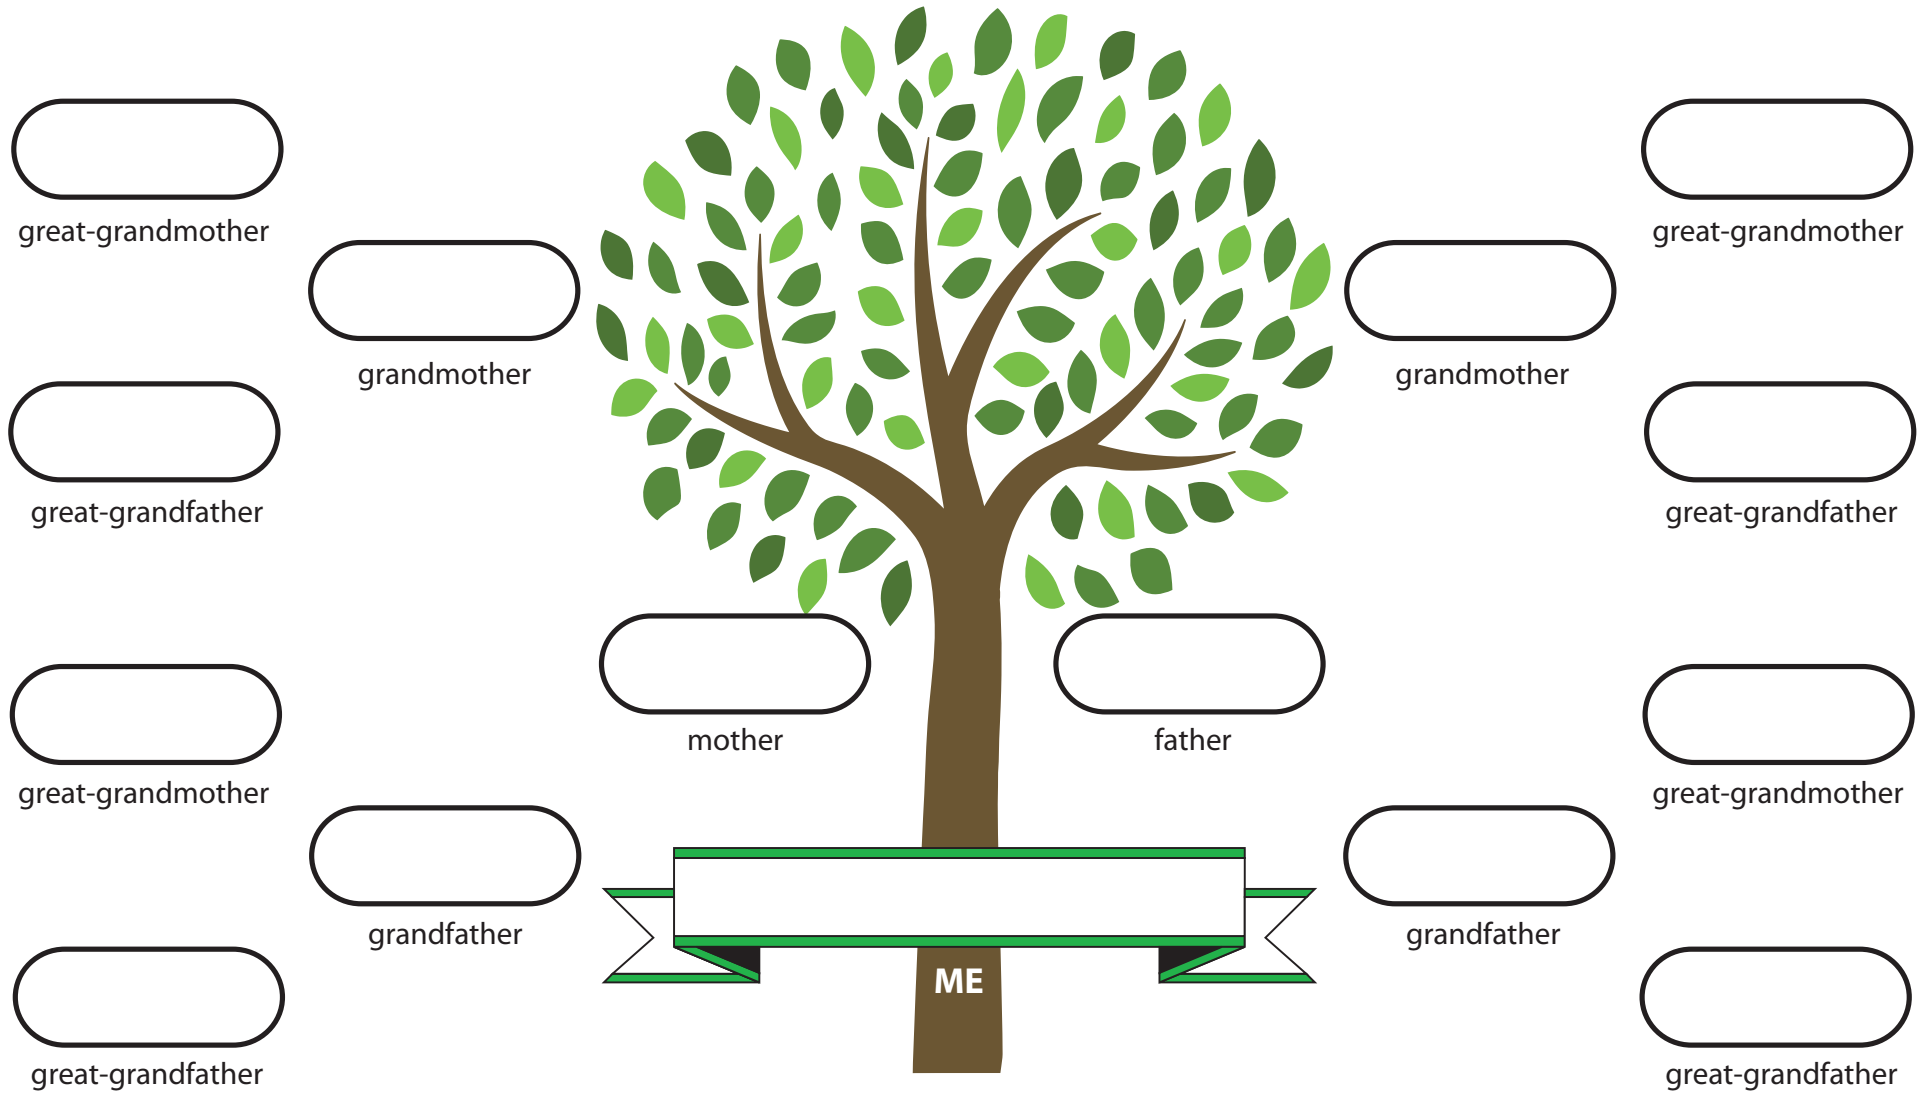 great-grandmother
great-grandmother
grandmother
grandmother
great-grandfather
great-grandfather
mother
father
great-grandmother
great-grandmother
grandfather
grandfather
ME
great-grandfather
great-grandfather